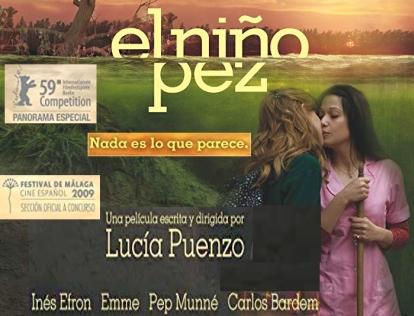 el niño
pez
59º Internationale
Filmfestspiele
Berlin
Competition
PANORAMA ESPECIAL
Nada es lo que parece.
FESTIVAL DE MÁLAGA
CINE ESPAÑOL 2009
SECCIÓN OFICIAL A CONCURSO
Una película escrita y dirigida por
Lucía Puenzo
Inés Efron Emme Pep Munné Carlos Bardem